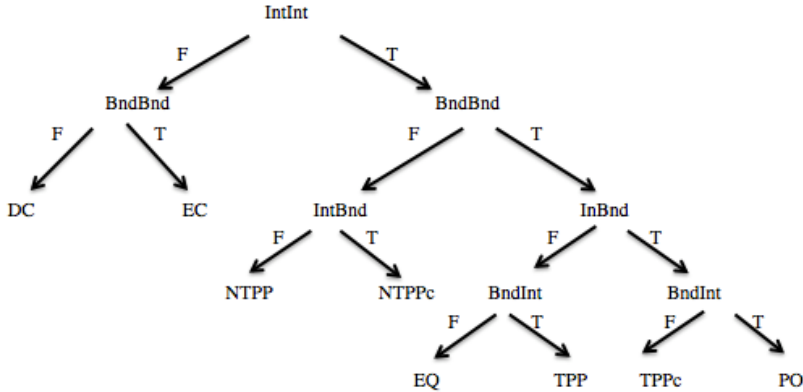 IntInt
F T
BndBnd BndBnd
F T F T
DC EC IntBnd InBnd
F T F T
NTPP NTPPc BndInt BndInt
F T F T
EQ TPP TPPc PO